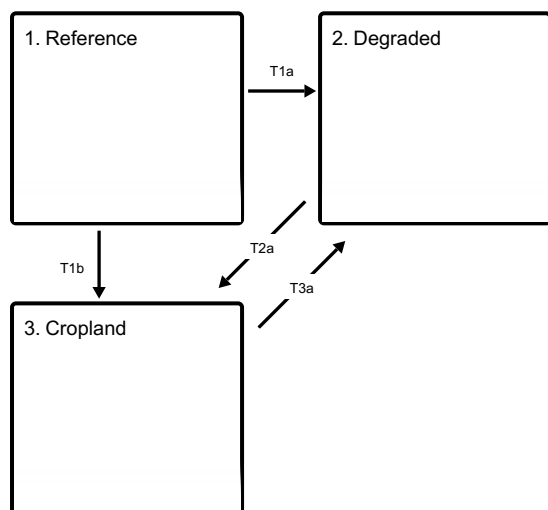 1. Reference
2. Degraded
T1a
T2a
T1b
T3a
3. Cropland